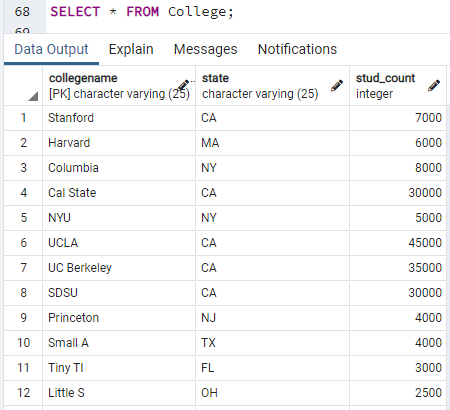 68 SELECT * FROM College;
69
Data Output Explain Messages Notifications
collegename state stud_count
[PK] character varying (25) character varying (25) integer
1 Stanford CA 7000
2 Harvard MA 6000
3 Columbia NY 8000
4 Cal State CA 30000
5 NYU NY 5000
6 UCLA CA 45000
7 UC Berkeley CA 35000
8 SDSU CA 30000
9 Princeton NJ 4000
10 Small A TX 4000
11 Tiny TI FL 3000
12 Little S OH 2500